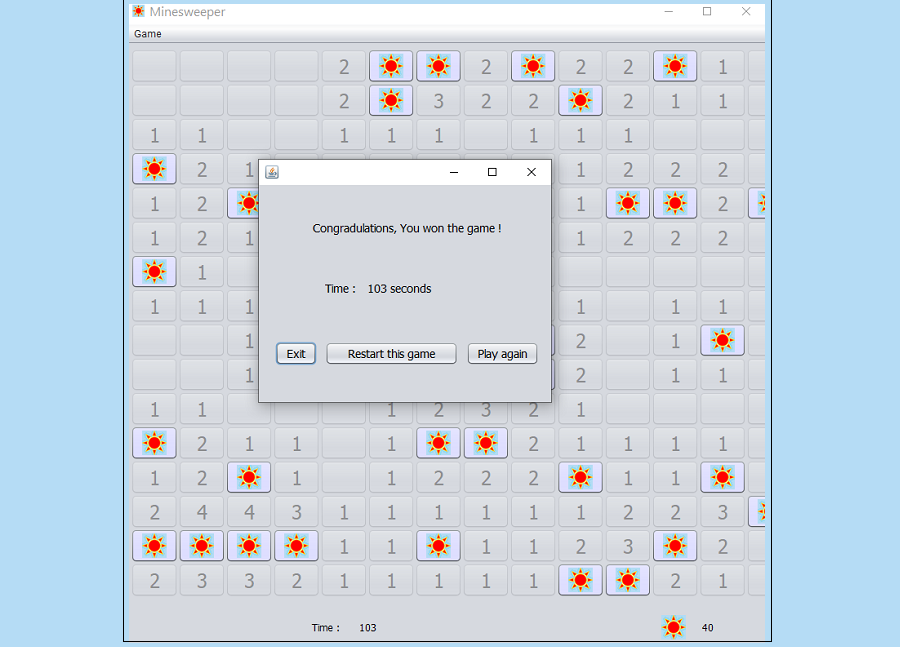 Minesweeper
Game
2 2 2 2 1
2 3 2 2 2 1 1
1 1 1 1 1 1 1 1
2 1 1 2 2 2
1 2 1 2
1 2 1 1 2 2 2
1
1 1 1 1 1 1
1 2 1
1 2 1 1
1 1 1 2 3 2 1
2 1 1 1 2 1 1 1 1
1 2 1 1 2 2 2 1 1
2 4 4 3 1 1 1 1 1 1 2 2 3
1 1 1 1 2 3 2
2 3 3 2 1 1 1 1 1 2 1
Congradulations, You won the game !
Time : 103 seconds
Exit Restart this game Play again
Time : 103 40